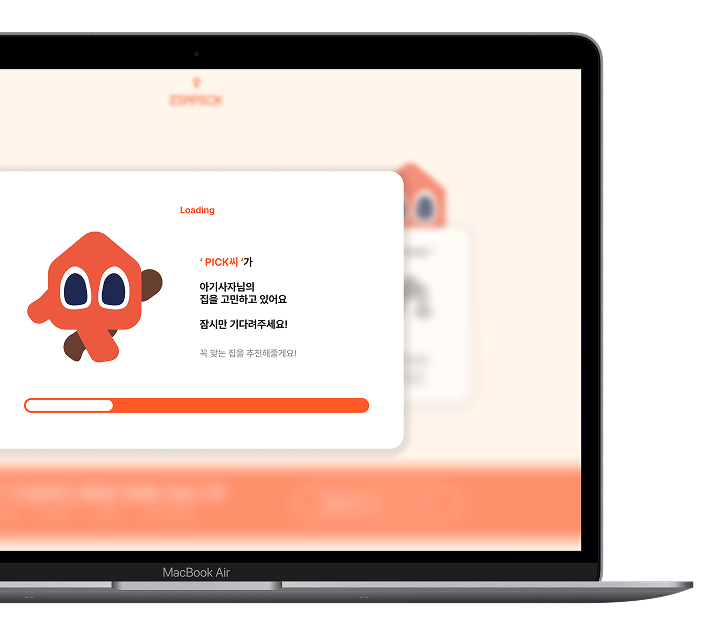 ZIPPICK
Loading
‘ PICK씨 ‘가
아기사자님의
집을 고민하고 있어요
잠시만 기다려주세요!
꼭 맞는 집을 추천해줄게요!
MacBook Air